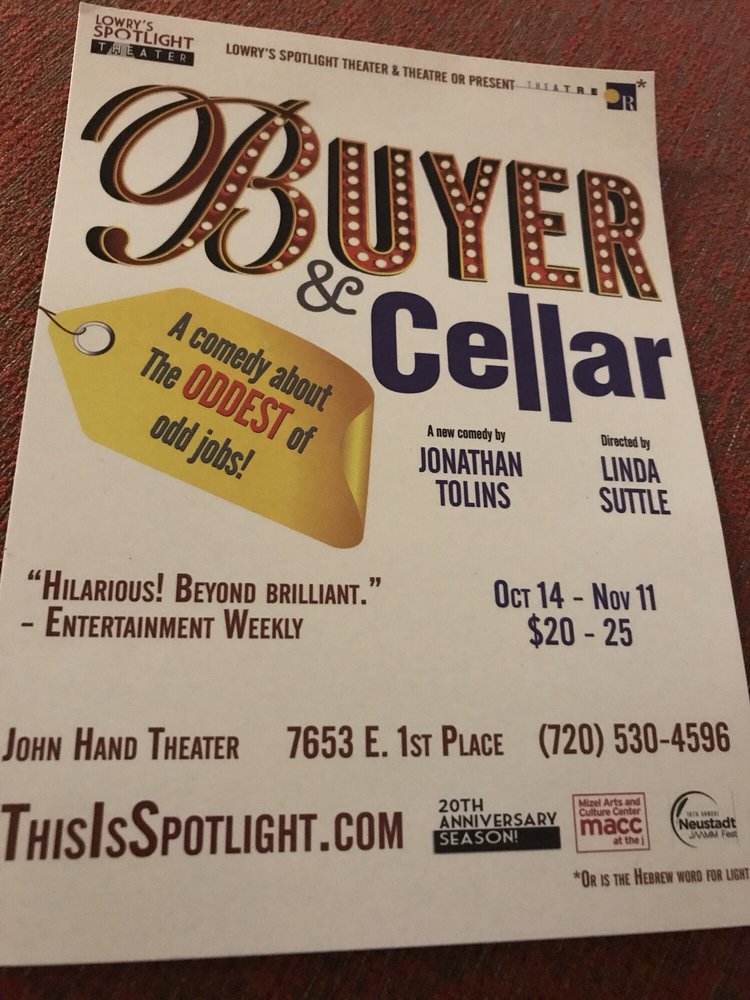 LOWRY'S
SPOTLIGHT
THEATER
LOWRY'S SPOTLIGHT THEATER & THEATRE OR PRESENT
THEATRE OR*
BUYER
&
Cellar
A comedy about
The ODDEST of
odd jobs!
A new comedy by
JONATHAN
TOLINS
Directed by
LINDA
SUTTLE
"HILARIOUS! BEYOND BRILLIANT."
- ENTERTAINMENT WEEKLY
OCT 14 - NOV 11
$20 - 25
JOHN HAND THEATER 7653 E. 1ST PLACE (720) 530-4596
THISISSPOTLIGHT.COM
20TH
ANNIVERSARY
SEASON!
Mizel Arts and
Culture Center
macc
at the j
Neustadt
JAAMM Fest
*OR IS THE HEBREW WORD FOR LIGHT